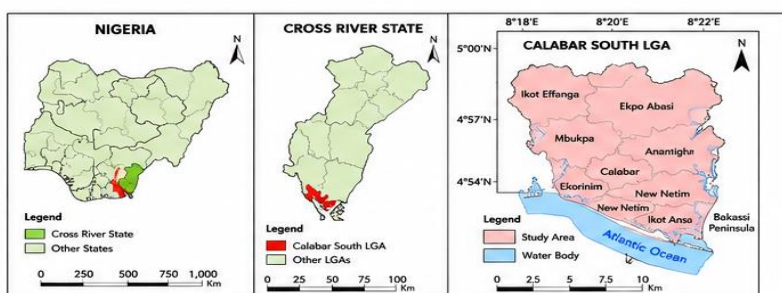 NIGERIA
N
Legend
Cross River State
Other States
0 250 500 750 1,000
Km
CROSS RIVER STATE
N
Legend
Calabar South LGA
Other LGAs
0 25 50 75 100
Km
8°18'E 8°20'E 8°22'E
5°00'N
4°57'N
4°54'N
CALABAR SOUTH LGA
N
Ikot Effanga
Ekpo Abasi
Mbukpa
Anantigha
Calabar
Ekorinim
New Netim
New Netim
Ikot Ansa
Bakassi
Peninsula
Atlantic Ocean
Legend
Study Area
Water Body
0 2.5 5 7.5 10
Km